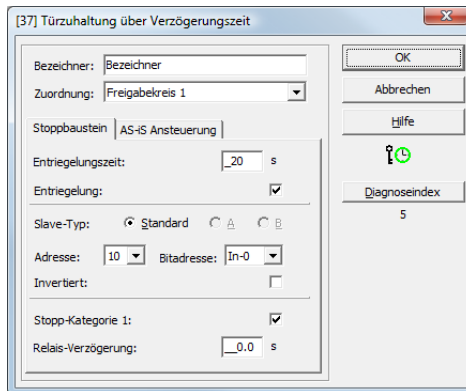 [37] Türzuhaltung über Verzögerungszeit
Bezeichner: Bezeichner
Zuordnung: Freigabekreis 1
OK
Abbrechen
Hilfe
Diagnoseindex
5
Stoppbaustein AS-iS Ansteuerung
Entriegelungszeit: _20 s
Entriegelung:
Slave-Typ: Standard A B
Adresse: 10 Bitadresse: In-0
Invertiert:
Stopp-Kategorie 1:
Relais-Verzögerung: __0.0 s